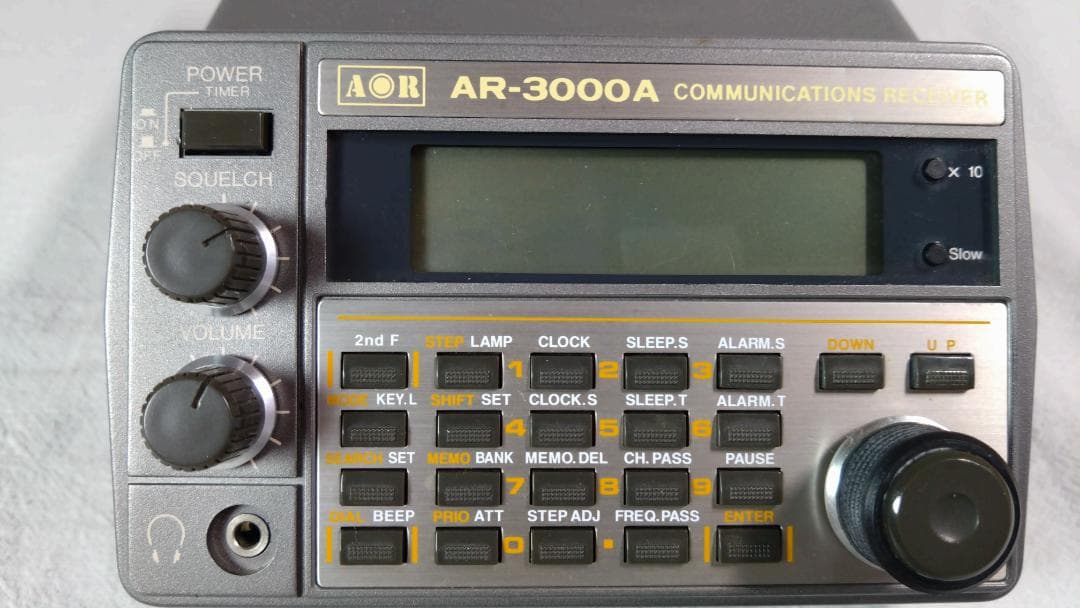 POWER
TIMER
ON
OFF
SQUELCH
VOLUME
AOR AR-3000A COMMUNICATIONS RECEIVER
x 10
Slow
2nd F STEP LAMP CLOCK SLEEP.S ALARM.S DOWN UP
1 2 3
MODE KEY.L SHIFT SET CLOCK.S SLEEP.T ALARM.T
4 5 6
SEARCH SET MEMO BANK MEMO.DEL CH.PASS PAUSE
7 8 9
DIAL BEEP PRIO ATT STEP ADJ FREQ.PASS ENTER
0 .